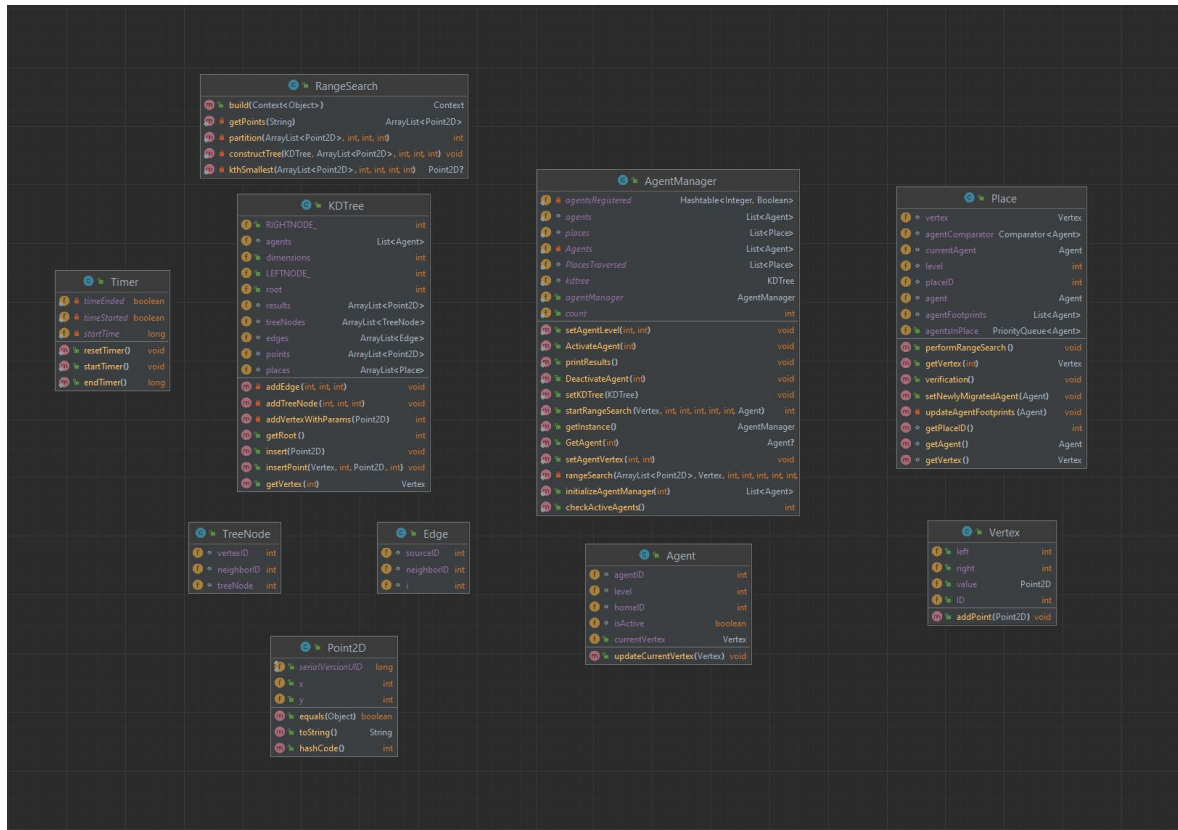 RangeSearch
build(Context<Object>) Context
getPoints(String) ArrayList<Point2D>
partition(ArrayList<Point2D>, int, int, int) int
constructTree(KDTree, ArrayList<Point2D>, int, int, int) void
kthSmallest(ArrayList<Point2D>, int, int, int, int) Point2D?
KDTree
RIGHTNODE_ int
agents List<Agent>
dimensions int
LEFTNODE_ int
root int
results ArrayList<Point2D>
treeNodes ArrayList<TreeNode>
edges ArrayList<Edge>
points ArrayList<Point2D>
places ArrayList<Place>
addEdge(int, int, int) void
addTreeNode(int, int, int) void
addVertexWithParams(Point2D) int
getRoot() int
insert(Point2D) void
insertPoint(Vertex, int, Point2D, int) void
getVertex(int) Vertex
Timer
timeEnded boolean
timeStarted boolean
startTime long
resetTimer() void
startTimer() void
endTimer() long
TreeNode
vertexID int
neighborID int
treeNode int
Edge
sourceID int
neighborID int
i int
Point2D
serialVersionUID long
x int
y int
equals(Object) boolean
toString() String
hashCode() int
AgentManager
agentsRegistered Hashtable<Integer, Boolean>
agents List<Agent>
places List<Place>
Agents List<Agent>
PlacesTraversed List<Place>
kdtree KDTree
agentManager AgentManager
count int
setAgentLevel(int, int) void
ActivateAgent(int) void
printResults() void
DeactivateAgent(int) void
setKDTree(KDTree) void
startRangeSearch(Vertex, int, int, int, int, Agent) int
getInstance() AgentManager
GetAgent(int) Agent?
setAgentVertex(int, int) void
rangeSearch(ArrayList<Point2D>, Vertex, int, int, int, int,
initializeAgentManager(int) List<Agent>
checkActiveAgents() int
Agent
agentID int
level int
homeID int
isActive boolean
currentVertex Vertex
updateCurrentVertex(Vertex) void
Place
vertex Vertex
agentComparator Comparator<Agent>
currentAgent Agent
level int
placeID int
agent Agent
agentFootprints List<Agent>
agentsInPlace PriorityQueue<Agent>
performRangeSearch() void
getVertex(int) Vertex
verification() void
setNewlyMigratedAgent(Agent) void
updateAgentFootprints(Agent) void
getPlaceID() int
getAgent() Agent
getVertex() Vertex
Vertex
left int
right int
value Point2D
ID int
addPoint(Point2D) void